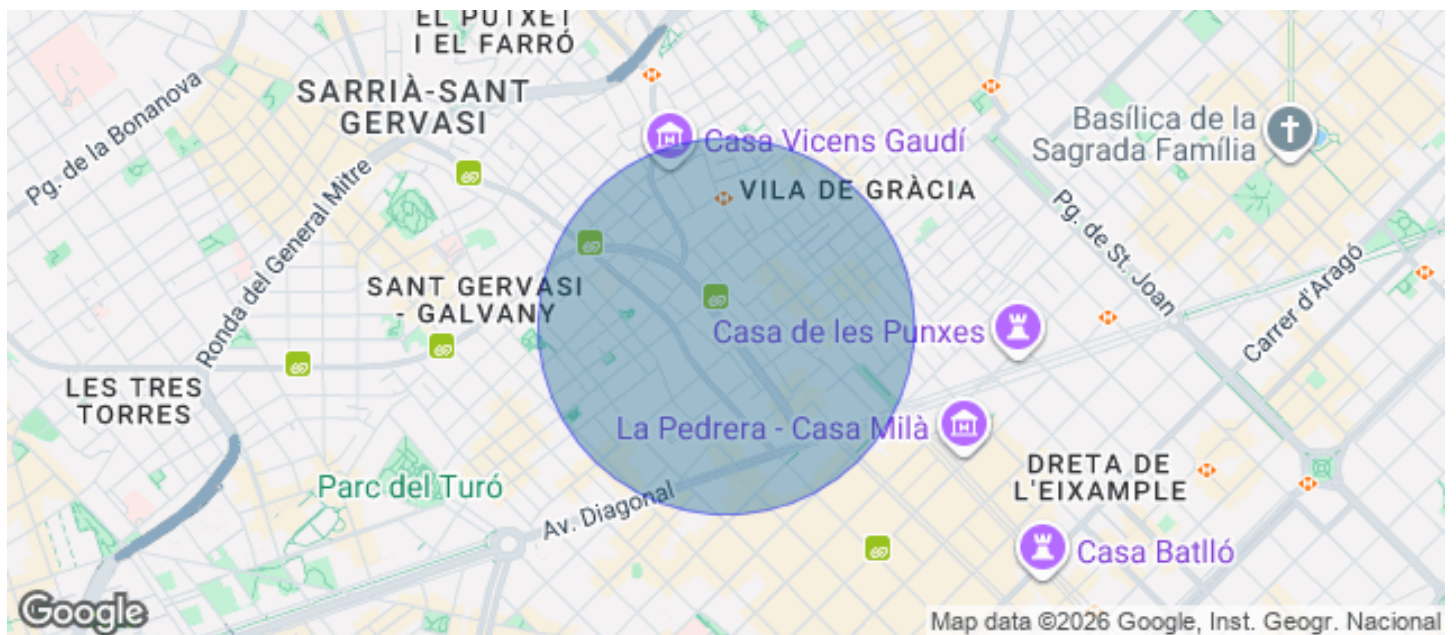 EL PUTXET
I EL FARRÓ
SARRIÀ-SANT
GERVASI
Pg. de la Bonanova
Casa Vicens Gaudí
Basílica de la
Sagrada Família
VILA DE GRÀCIA
Ronda del General Mitre
Pg. de St. Joan
SANT GERVASI
- GALVANY
Carrer d'Aragó
Casa de les Punxes
LES TRES
TORRES
La Pedrera - Casa Milà
DRETA DE
L'EIXAMPLE
Parc del Turó
Av. Diagonal
Casa Batlló
Google
Map data ©2026 Google, Inst. Geogr. Nacional